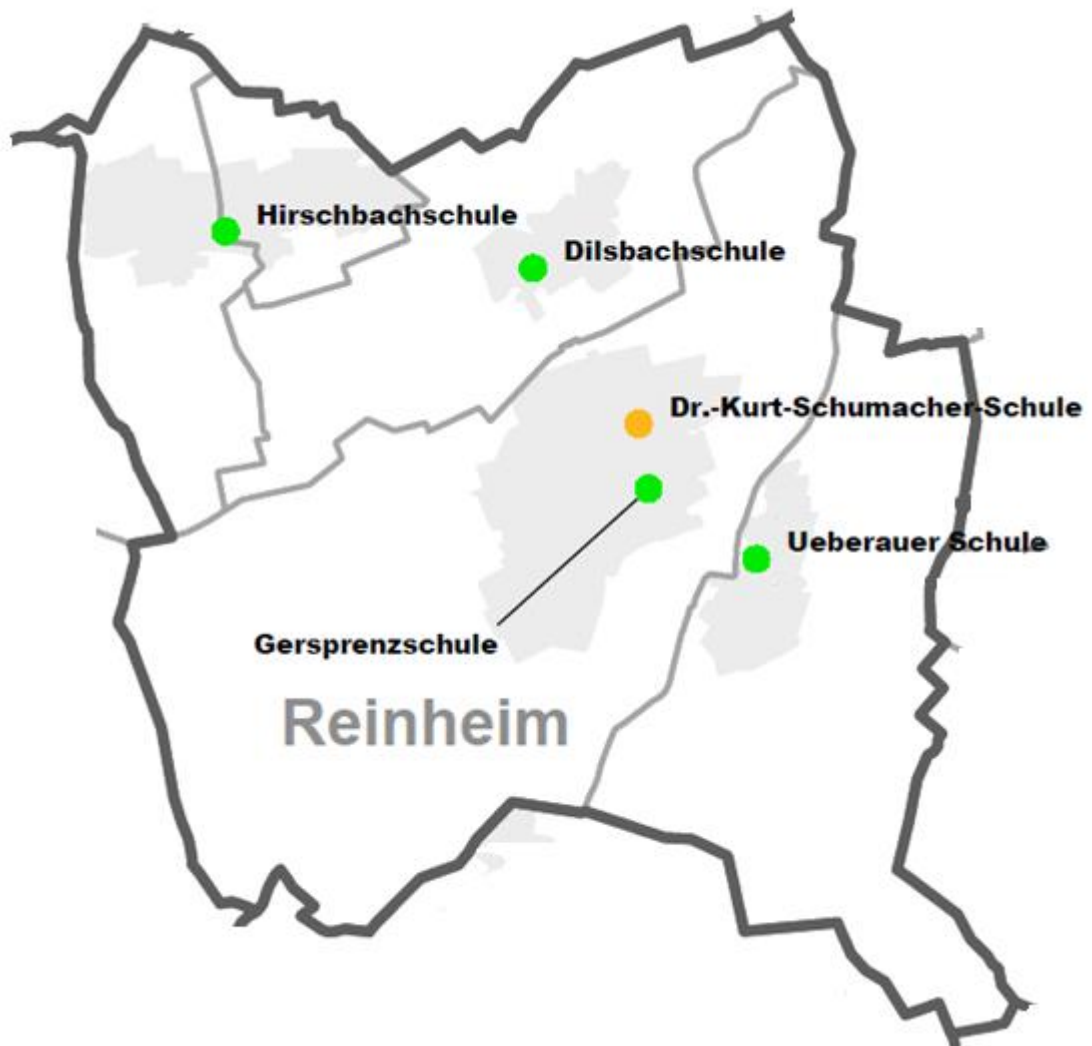 Hirschbachschule
Dilsbachschule
Dr.-Kurt-Schumacher-Schule
Ueberauer Schule
Gersprenzschule
Reinheim